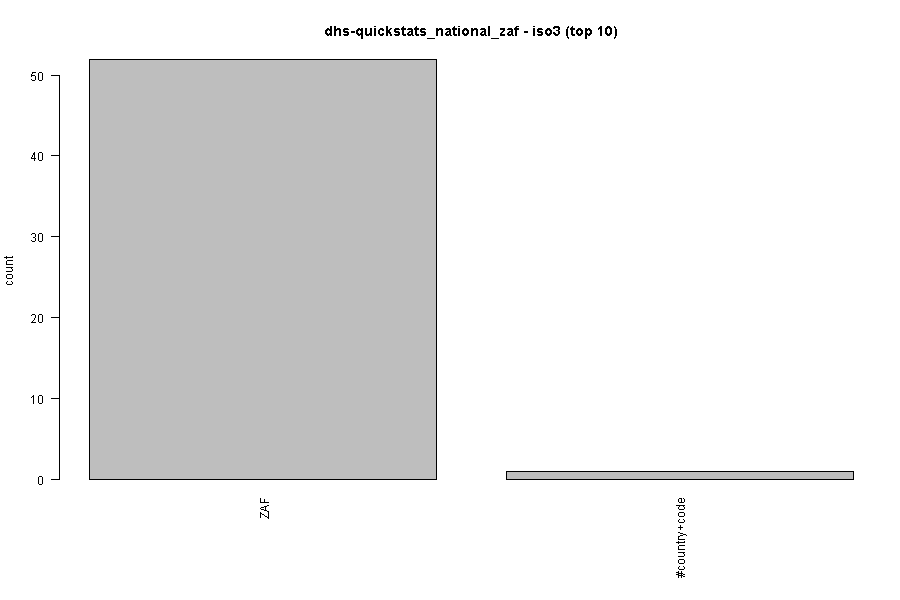 dhs-quickstats_national_zaf - iso3 (top 10)
count
50
40
30
20
10
0
ZAF
#country+code